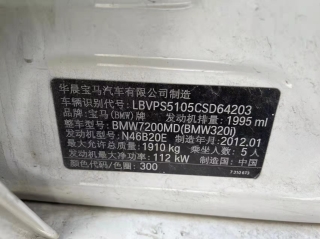 华晨宝马汽车有限公司制造
车辆识别代号: LBVPS5105CSD64203
品牌: 宝马(BMW)牌 发动机排量: 1995 ml
整车型号: BMW7200MD(BMW320i)
发动机型号: N46B20E 制造年月: 2012.01
最大允许总质量: 1910 kg 乘坐人数: 5 人
发动机最大净功率: 112 kW 制造国: 中国
颜色代码/色号: 300